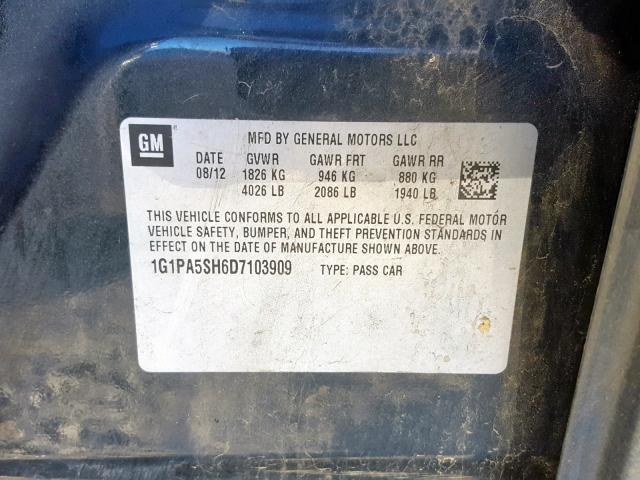 GM
MFD BY GENERAL MOTORS LLC
DATE GVWR GAWR FRT GAWR RR
08/12 1826 KG 946 KG 880 KG
4026 LB 2086 LB 1940 LB
THIS VEHICLE CONFORMS TO ALL APPLICABLE U.S. FEDERAL MOTOR
VEHICLE SAFETY, BUMPER, AND THEFT PREVENTION STANDARDS IN
EFFECT ON THE DATE OF MANUFACTURE SHOWN ABOVE.
1G1PA5SH6D7103909 TYPE: PASS CAR